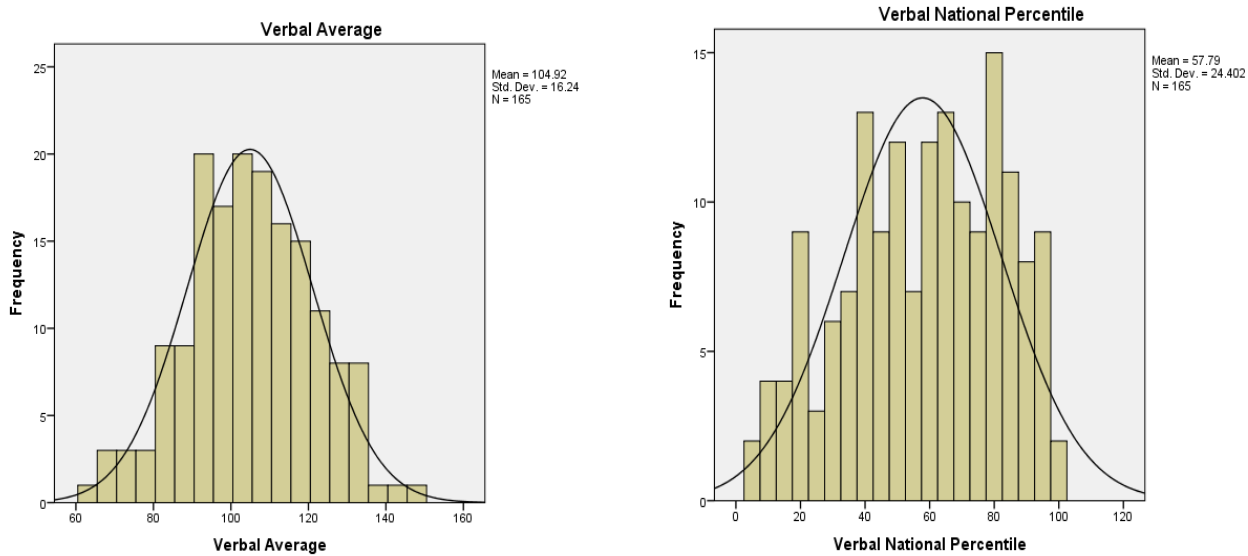 Verbal Average
25
20
15
10
5
0
Frequency
60 80 100 120 140 160
Verbal Average
Mean = 104.92
Std. Dev. = 16.24
N = 165
Verbal National Percentile
15
10
5
0
Frequency
0 20 40 60 80 100 120
Verbal National Percentile
Mean = 57.79
Std. Dev. = 24.402
N = 165